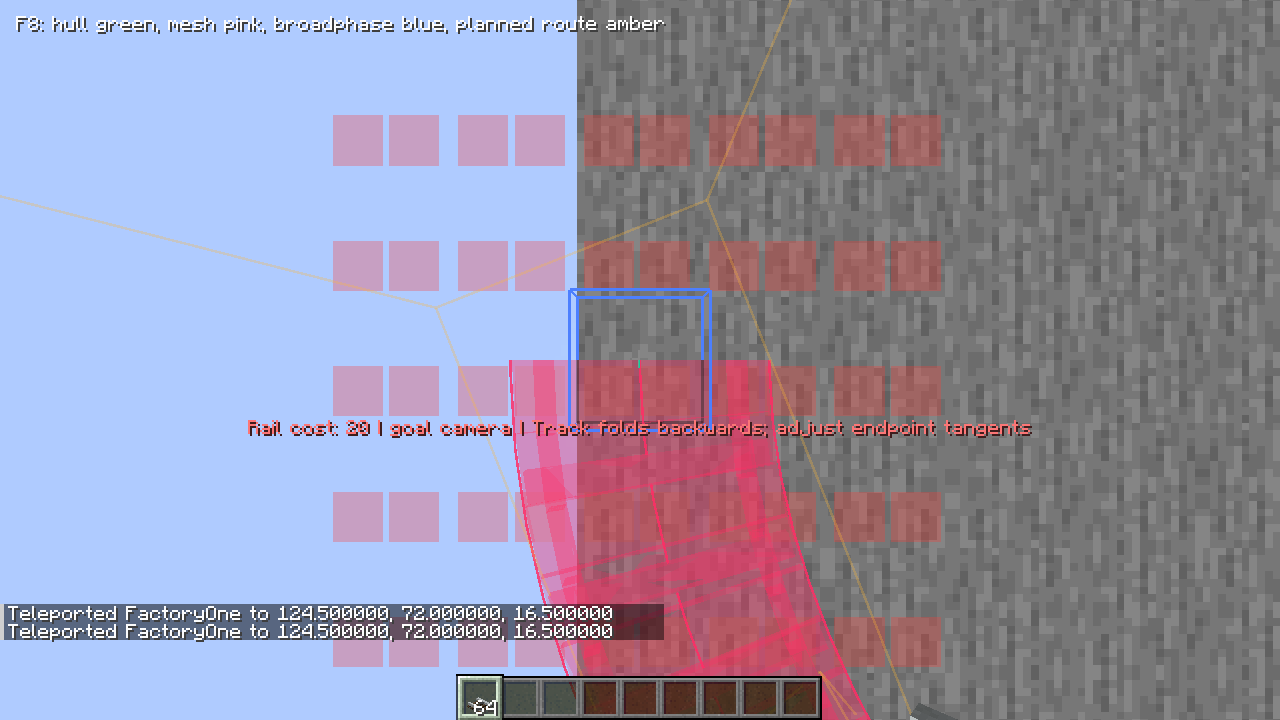 F8: hull green, mesh pink, broadphase blue, planned route amber
Rail cost: 29 | goal camera | Track folds backwards; adjust endpoint tangents
Teleported FactoryOne to 124.500000, 72.000000, 16.500000
Teleported FactoryOne to 124.500000, 72.000000, 16.500000
64